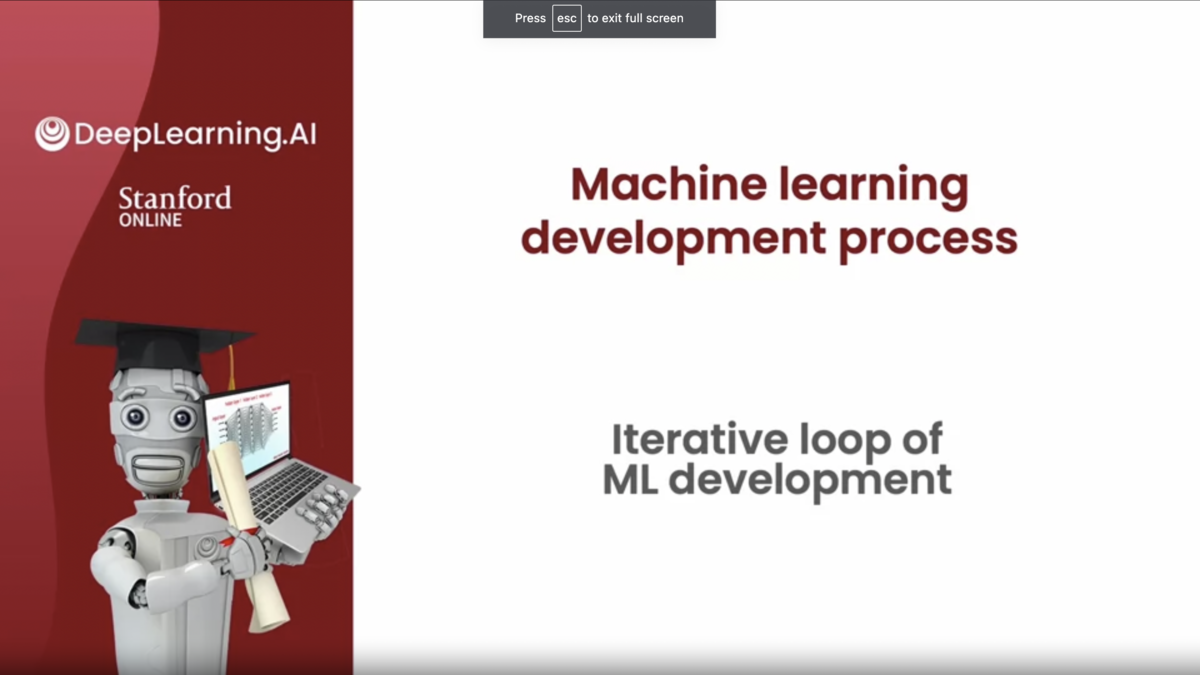 Press esc to exit full screen
DeepLearning.AI
Stanford
ONLINE
Machine learning
development process
Iterative loop of
ML development